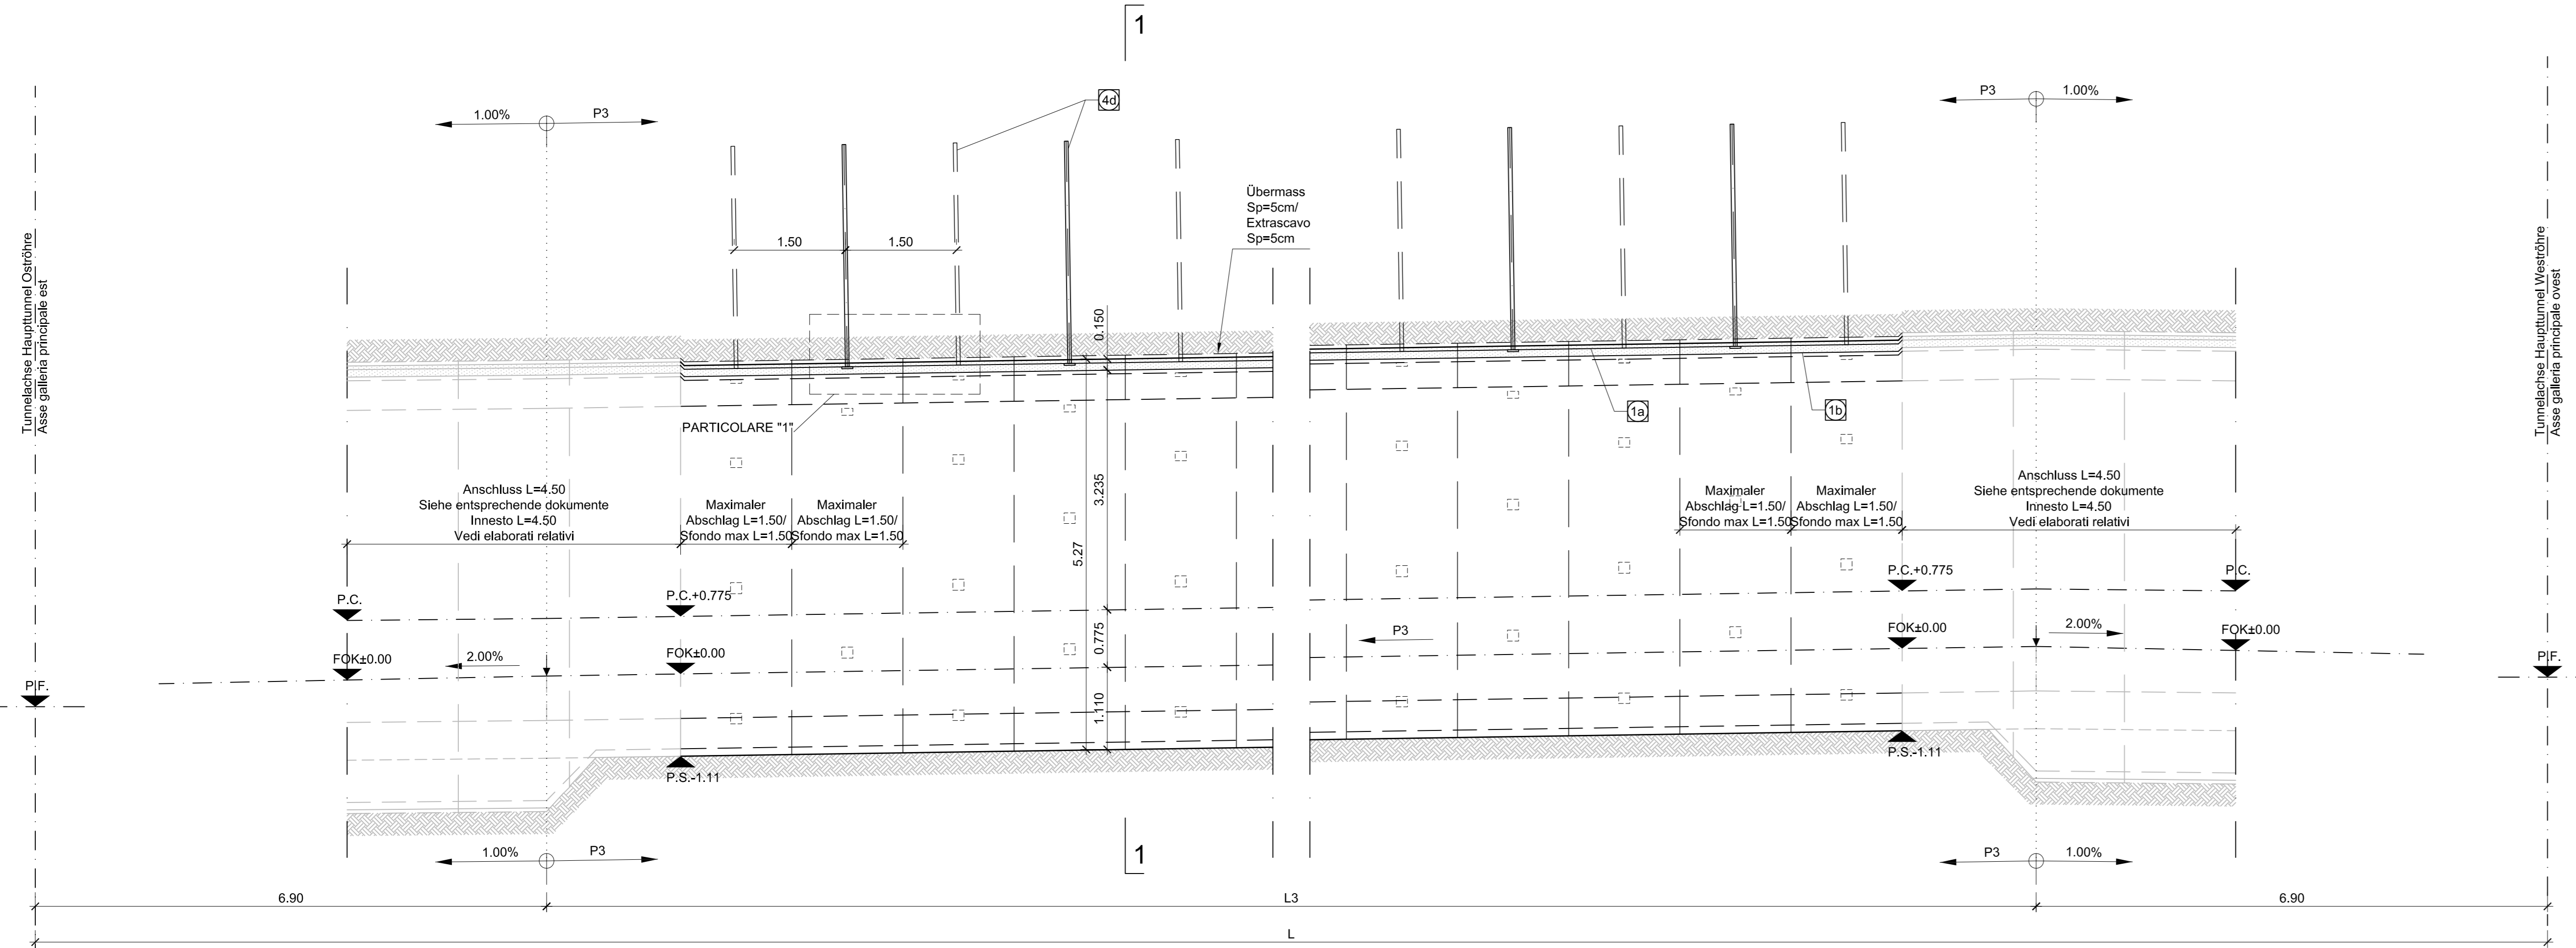 1
P3
1.00%
1.00%
P3
4d
Übermass
Sp=5cm/
Extrascavo
Sp=5cm
1.50
1.50
Tunnelachse Haupttunnel Oströhre
Asse galleria principale est
Tunnelachse Haupttunnel Weströhre
Asse galleria principale ovest
0.150
1a
1b
PARTICOLARE "1"
Anschluss L=4.50
Siehe entsprechende dokumente
Innesto L=4.50
Vedi elaborati relativi
Maximaler
Abschlag L=1.50/
Sfondo max L=1.50
Maximaler
Abschlag L=1.50/
Sfondo max L=1.50
3.235
5.27
Maximaler
Abschlag L=1.50/
Sfondo max L=1.50
Maximaler
Abschlag L=1.50/
Sfondo max L=1.50
Anschluss L=4.50
Siehe entsprechende dokumente
Innesto L=4.50
Vedi elaborati relativi
P.C.
P.C.+0.775
P.C.+0.775
P.C.
0.775
FOK±0.00
2.00%
FOK±0.00
P3
FOK±0.00
2.00%
FOK±0.00
P.F.
P.F.
1.110
P.S.-1.11
P.S.-1.11
1.00%
P3
1
P3
1.00%
6.90
L3
6.90
L